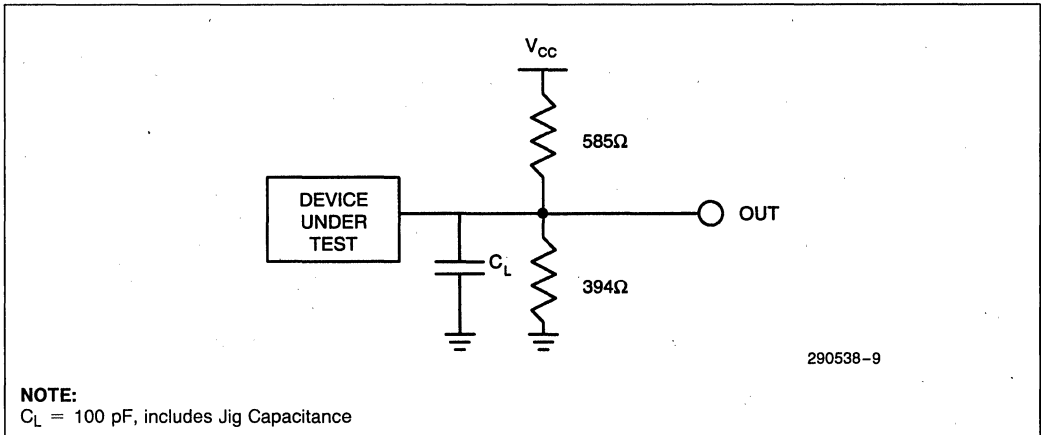 V_CC
585Ω
DEVICE
UNDER
TEST
OUT
C_L
394Ω
290538-9
NOTE:
C_L = 100 pF, includes Jig Capacitance